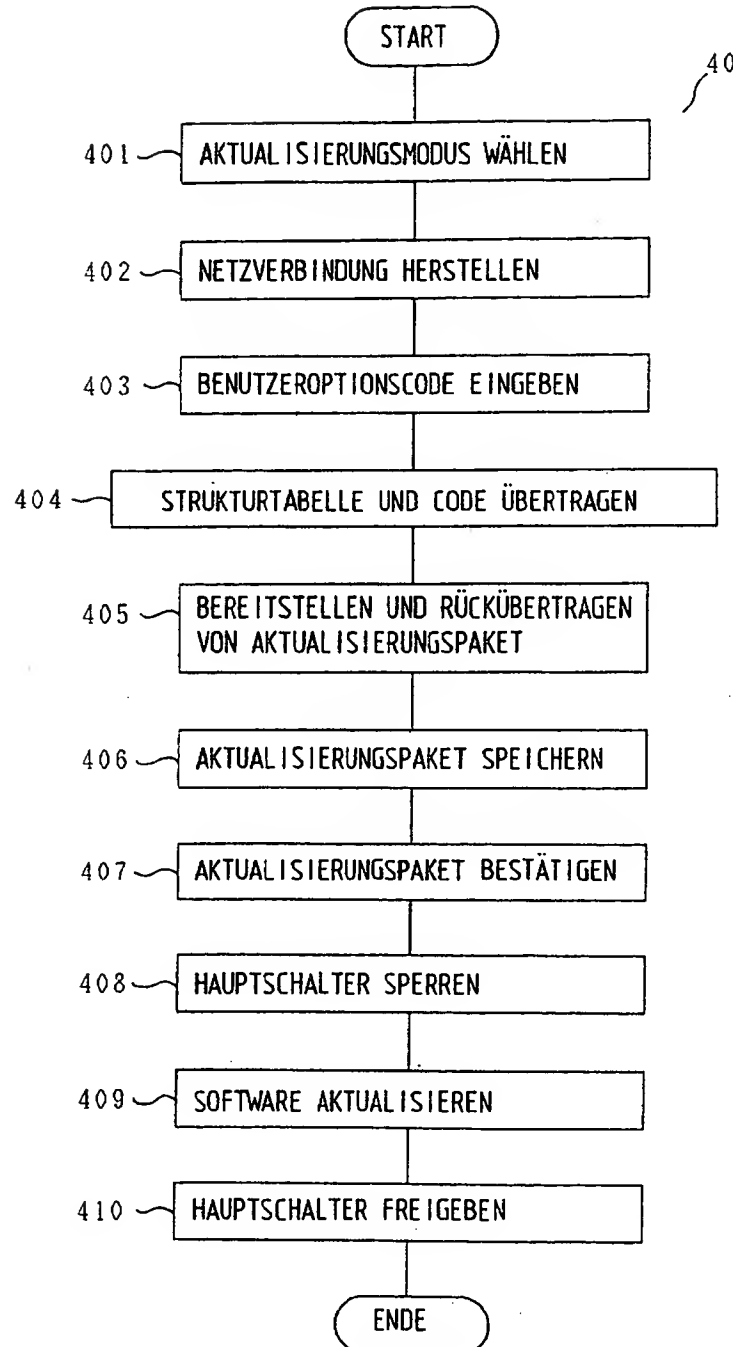 START
40
401 AKTUALISIERUNGSMODUS WÄHLEN
402 NETZVERBINDUNG HERSTELLEN
403 BENUTZEROPTIONSCODE EINGEBEN
404 STRUKTURTABELLE UND CODE ÜBERTRAGEN
405 BEREITSTELLEN UND RÜCKÜBERTRAGEN
VON AKTUALISIERUNGSPAKET
406 AKTUALISIERUNGSPAKET SPEICHERN
407 AKTUALISIERUNGSPAKET BESTÄTIGEN
408 HAUPTSCHALTER SPERREN
409 SOFTWARE AKTUALISIEREN
410 HAUPTSCHALTER FREIGEBEN
ENDE